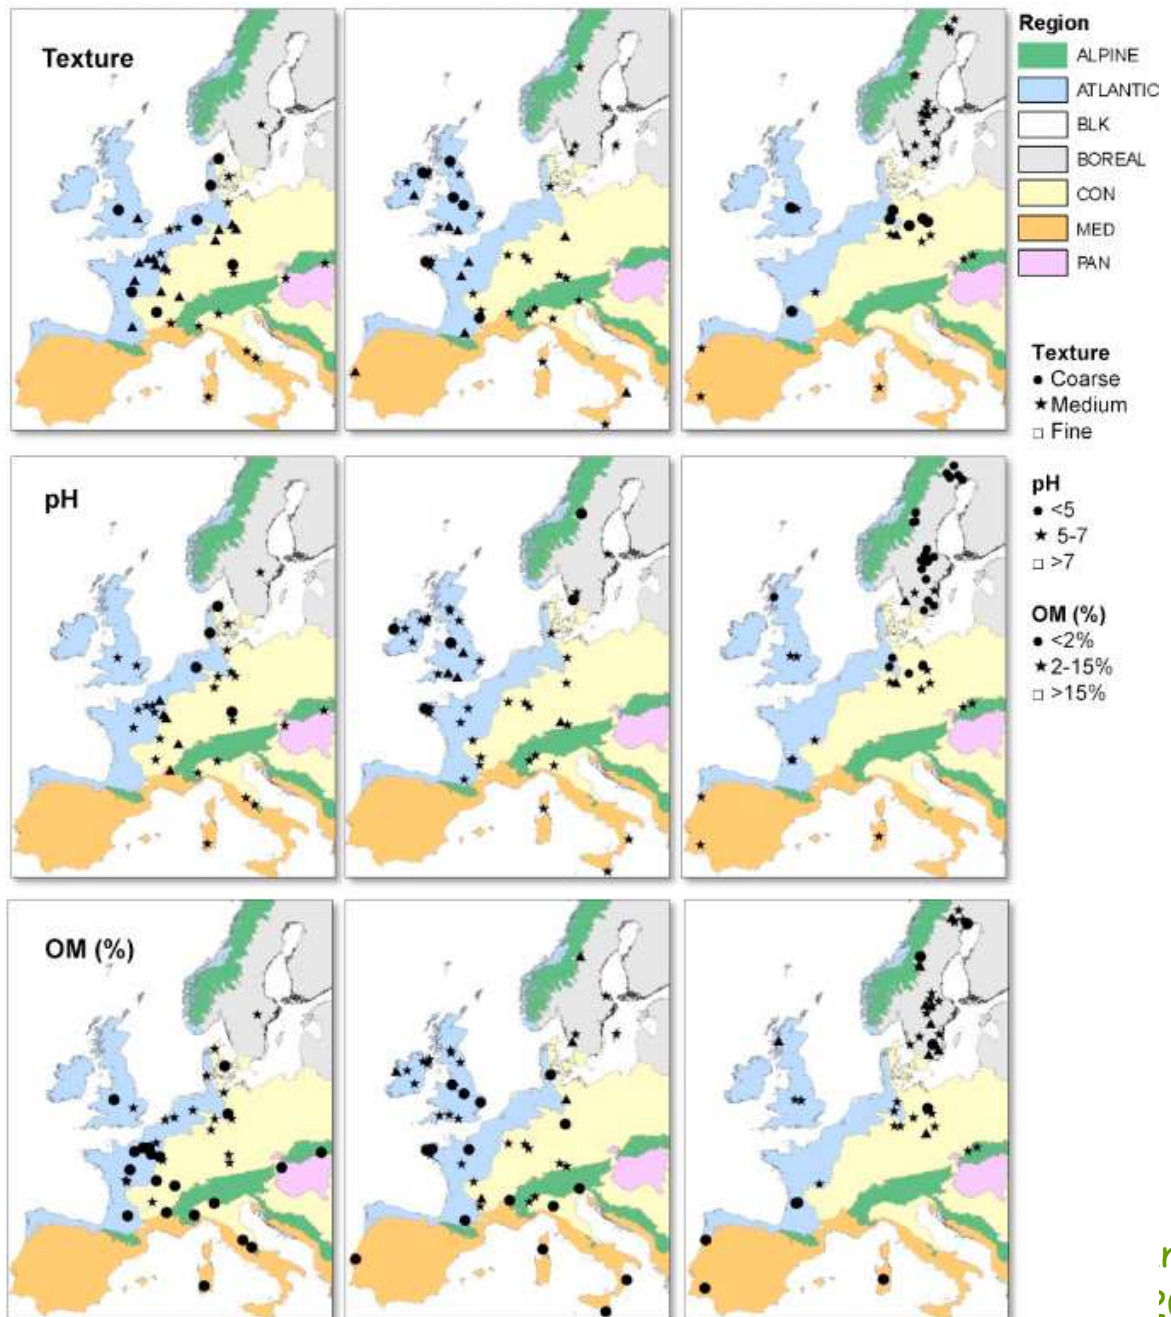 Texture
Region
ALPINE
ATLANTIC
BLK
BOREAL
CON
MED
PAN
Texture
Coarse
Medium
Fine
pH
pH
<5
5-7
>7
OM (%)
<2%
2-15%
>15%
OM (%)